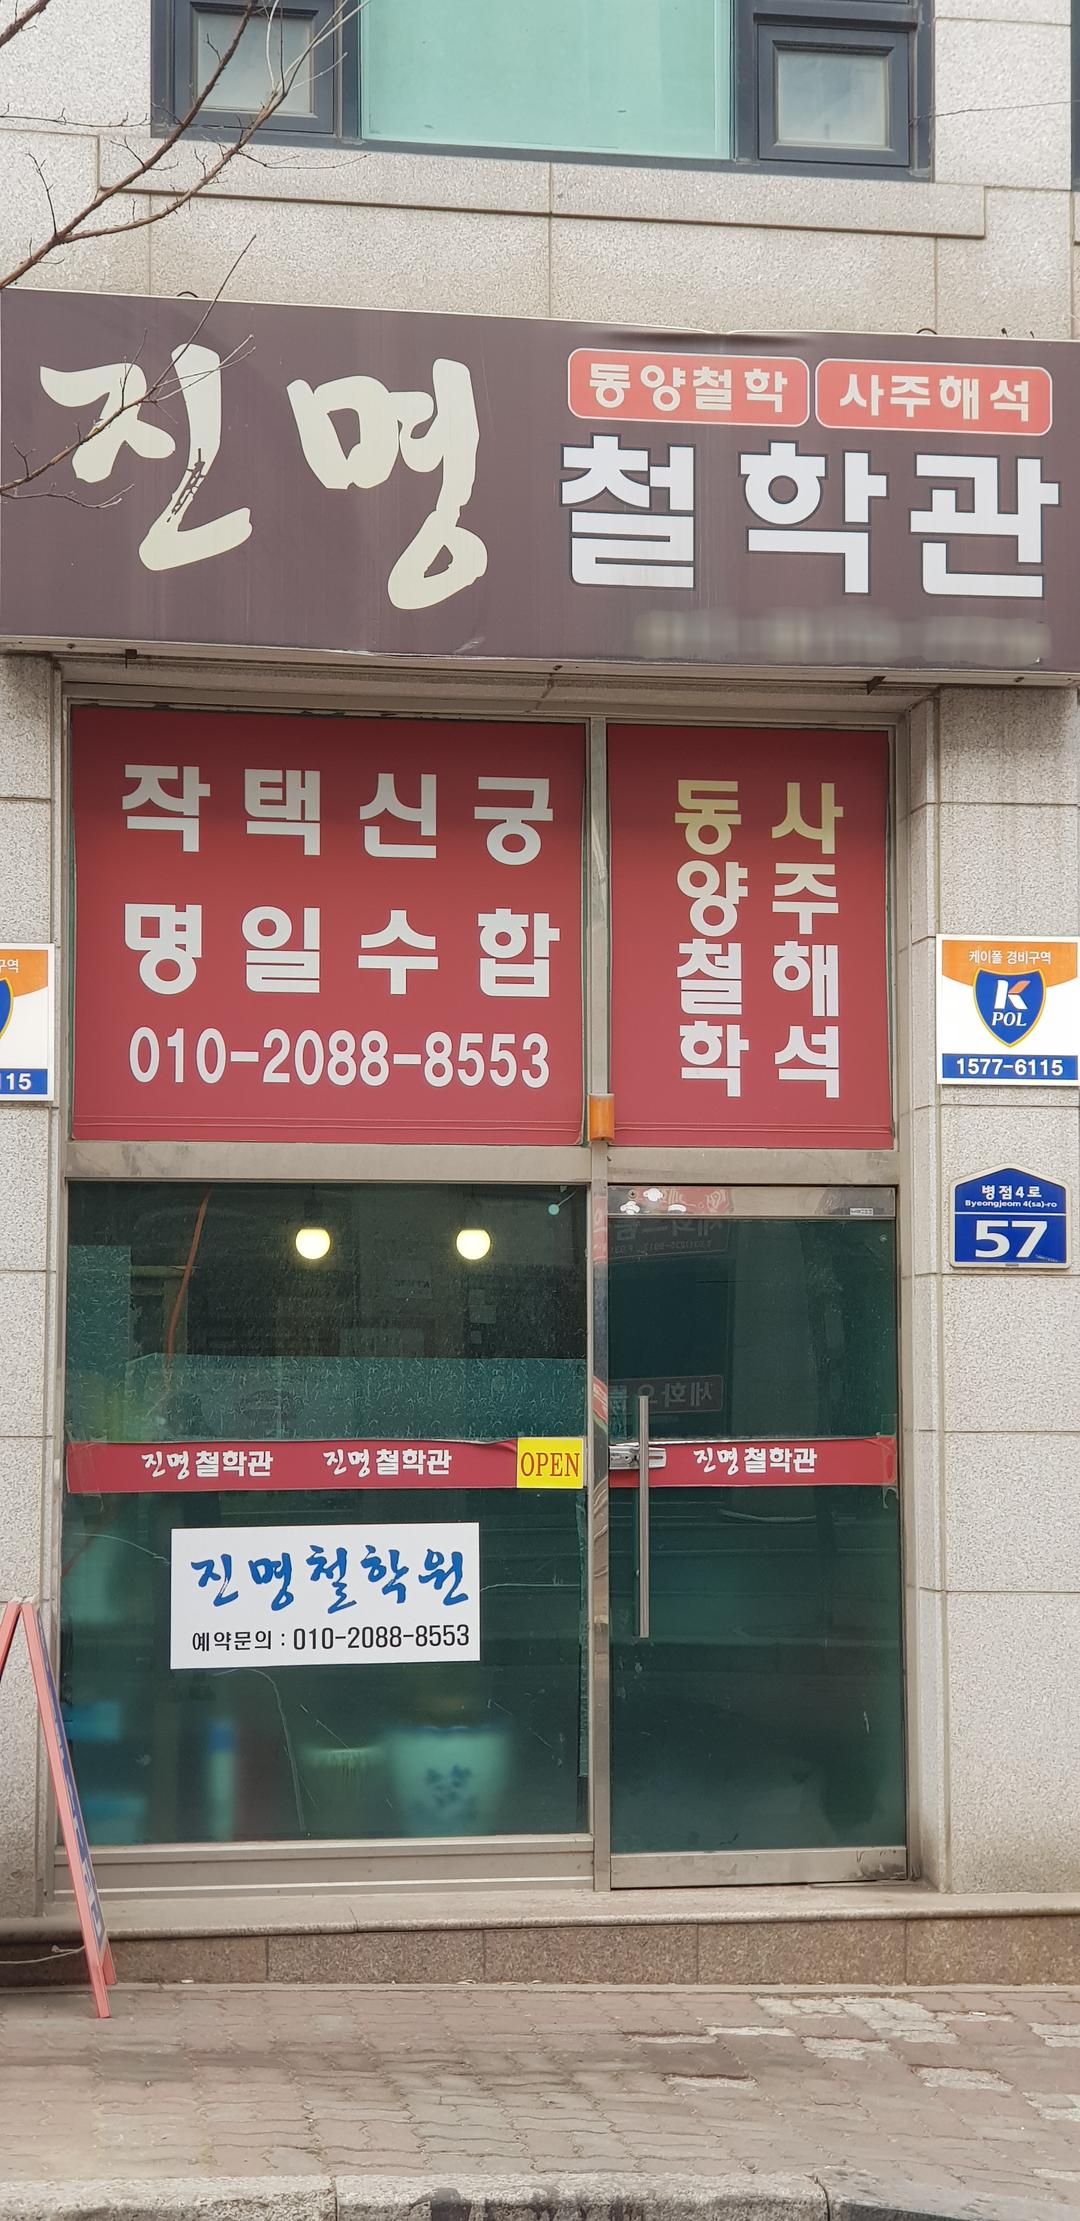 진명
동양철학 사주해석
철학관
작택신궁
명일수합
010-2088-8553
동양철학
사주해석
구역
115
케이폴 경비구역
K
POL
1577-6115
병점4로
Byeongjeom 4(sa)-ro
57
진명철학관 진명철학관 OPEN 진명철학관
진명철학원
예약문의 : 010-2088-8553